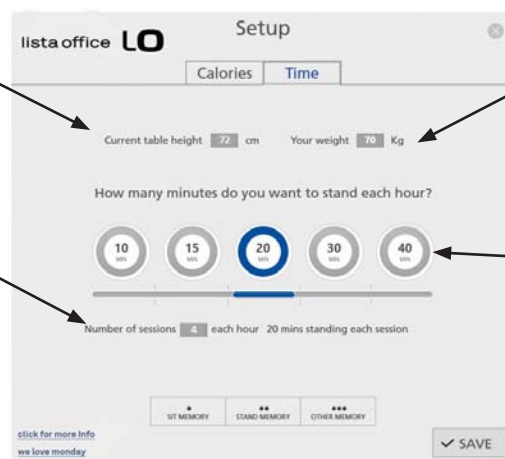 lista office LO
Setup
Calories Time
Current table height 72 cm Your weight 70 Kg
How many minutes do you want to stand each hour?
10 15 20 30 40
MIN MIN MIN MIN MIN
Number of sessions 4 each hour 20 mins standing each session
SIT MEMORY STAND MEMORY OTHER MEMORY
click for more Info
we love monday
SAVE